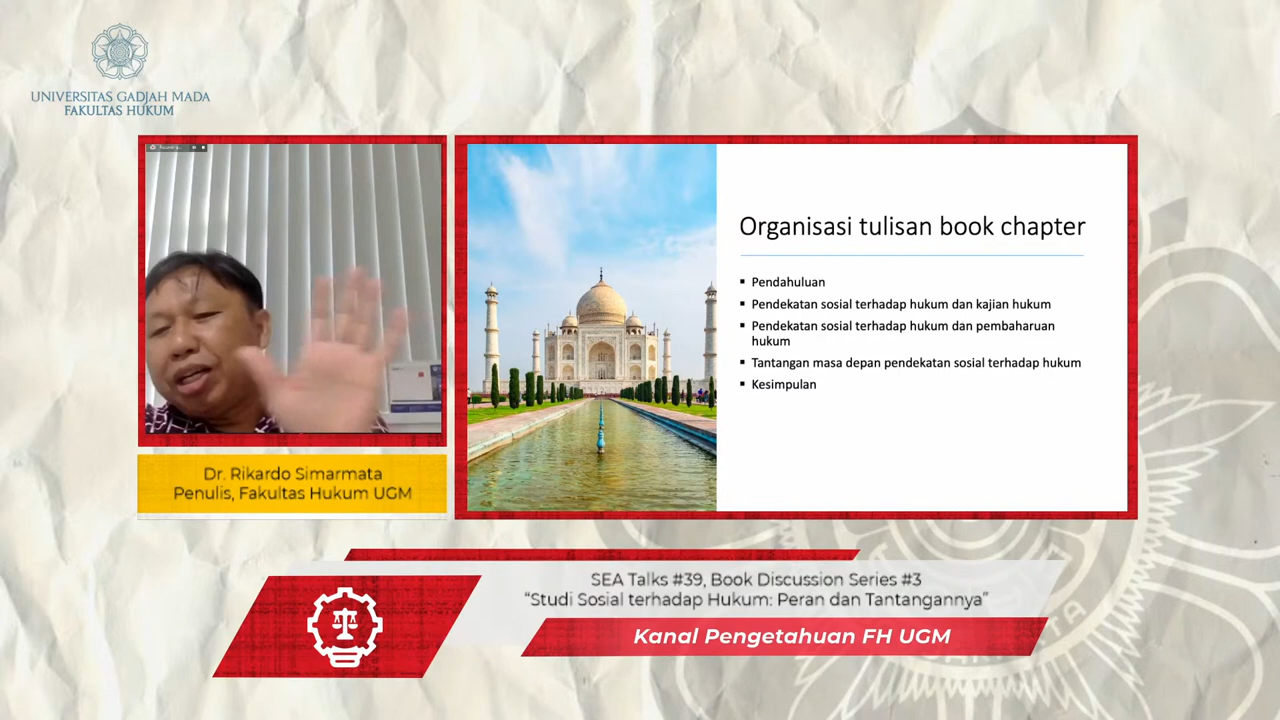 UNIVERSITAS GADJAH MADA
FAKULTAS HUKUM
Organisasi tulisan book chapter
▪ Pendahuluan
▪ Pendekatan sosial terhadap hukum dan kajian hukum
▪ Pendekatan sosial terhadap hukum dan pembaharuan
hukum
▪ Tantangan masa depan pendekatan sosial terhadap hukum
▪ Kesimpulan
Dr. Rikardo Simarmata
Penulis, Fakultas Hukum UGM
SEA Talks #39, Book Discussion Series #3
“Studi Sosial terhadap Hukum: Peran dan Tantangannya”
Kanal Pengetahuan FH UGM